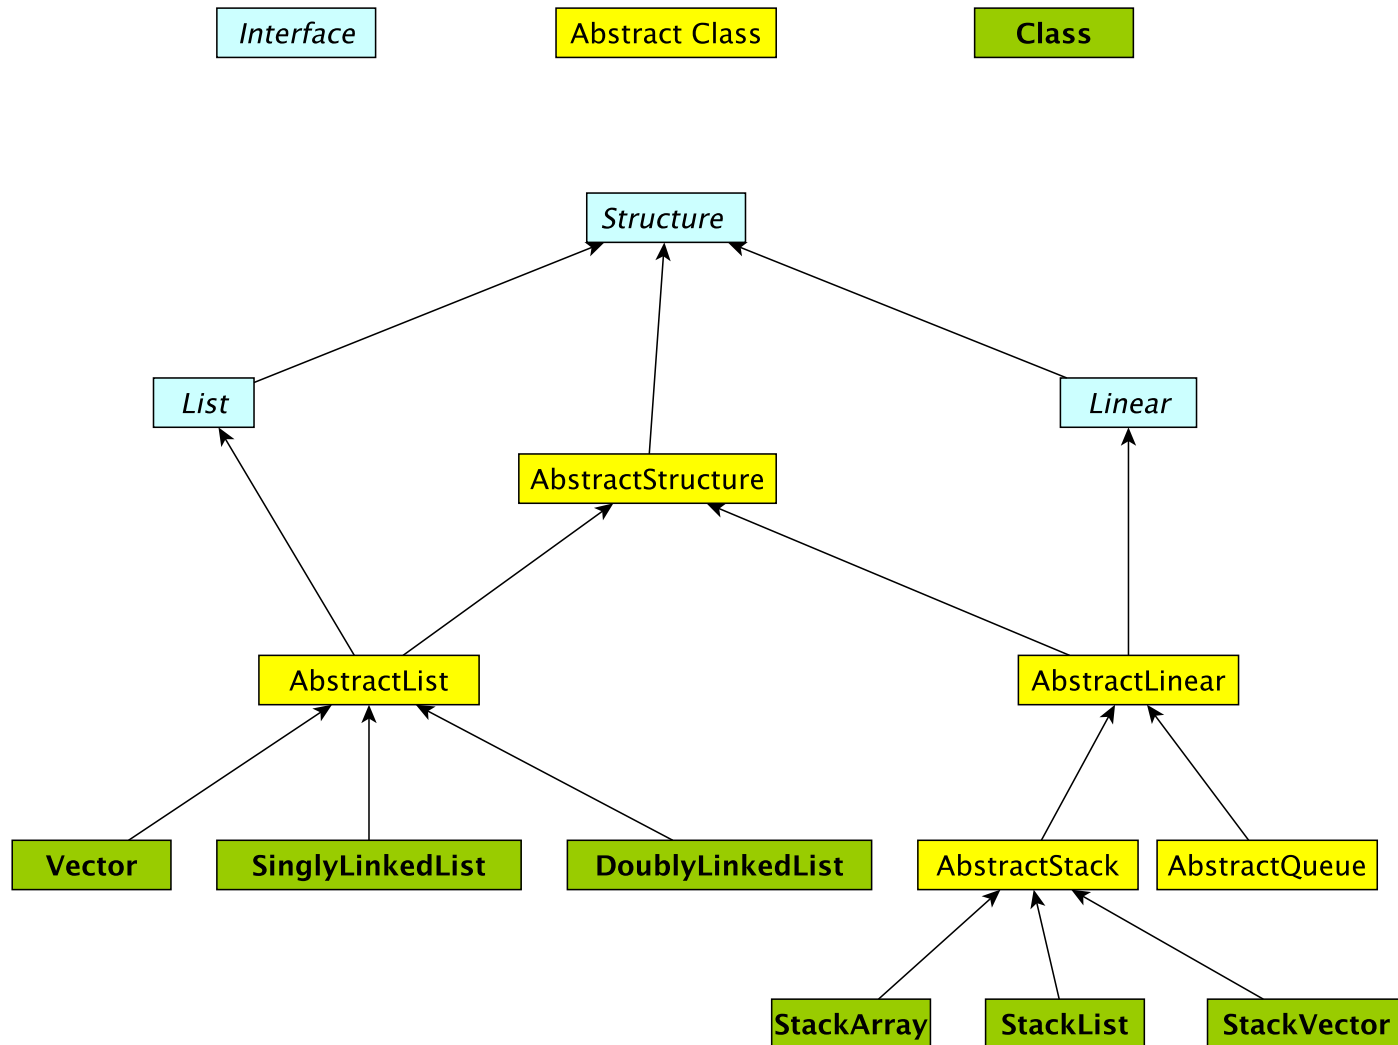 Interface
Abstract Class
Class
Structure
List
Linear
AbstractStructure
AbstractList
AbstractLinear
Vector
SinglyLinkedList
DoublyLinkedList
AbstractStack
AbstractQueue
StackArray
StackList
StackVector